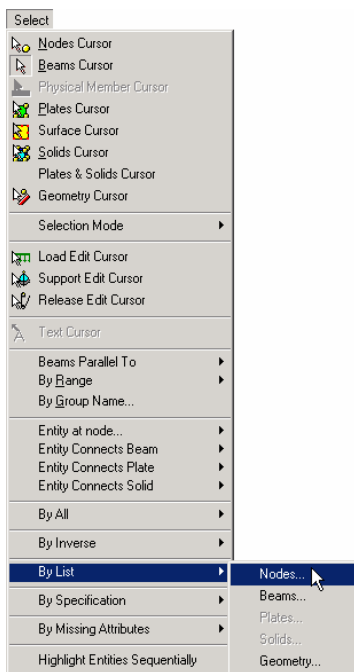 Select
Nodes Cursor
Beams Cursor
Physical Member Cursor
Plates Cursor
Surface Cursor
Solids Cursor
Plates & Solids Cursor
Geometry Cursor
Selection Mode
Load Edit Cursor
Support Edit Cursor
Release Edit Cursor
Text Cursor
Beams Parallel To
By Range
By Group Name...
Entity at node...
Entity Connects Beam
Entity Connects Plate
Entity Connects Solid
By All
By Inverse
By List
Nodes...
Beams...
Plates...
Solids...
Geometry...
By Specification
By Missing Attributes
Highlight Entities Sequentially